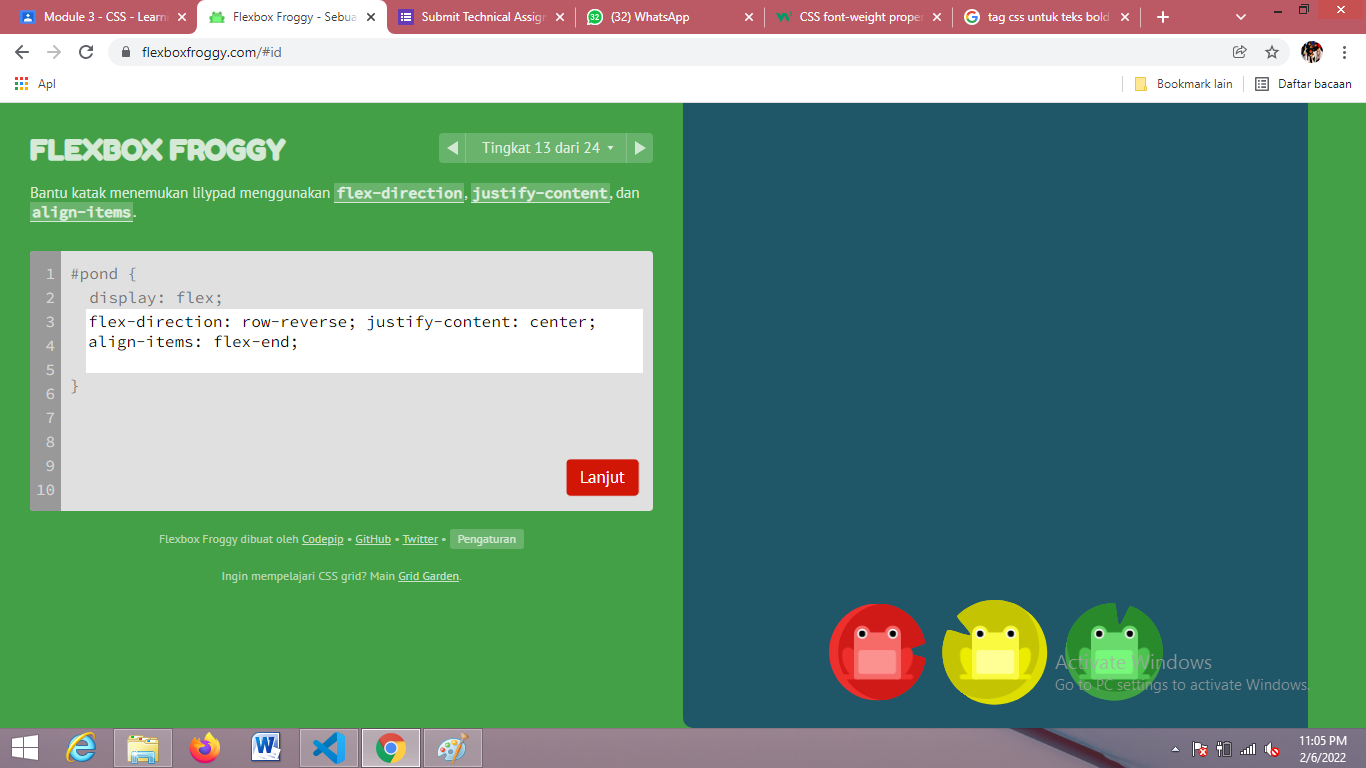 Module 3 - CSS - Learn
Flexbox Froggy - Sebua
Submit Technical Assign
32
(32) WhatsApp
CSS font-weight proper
tag css untuk teks bold
flexboxfroggy.com/#id
Apl
Bookmark lain
Daftar bacaan
FLEXBOX FROGGY
Tingkat 13 dari 24
Bantu katak menemukan lilypad menggunakan flex-direction, justify-content, dan
align-items.
1 #pond {
2 display: flex;
3 flex-direction: row-reverse; justify-content: center;
4 align-items: flex-end;
5
6 }
7
8
9
10
Lanjut
Flexbox Froggy dibuat oleh Codepip • GitHub • Twitter • Pengaturan
Ingin mempelajari CSS grid? Main Grid Garden.
Activate Windows
Go to PC settings to activate Windows.
11:05 PM
2/6/2022